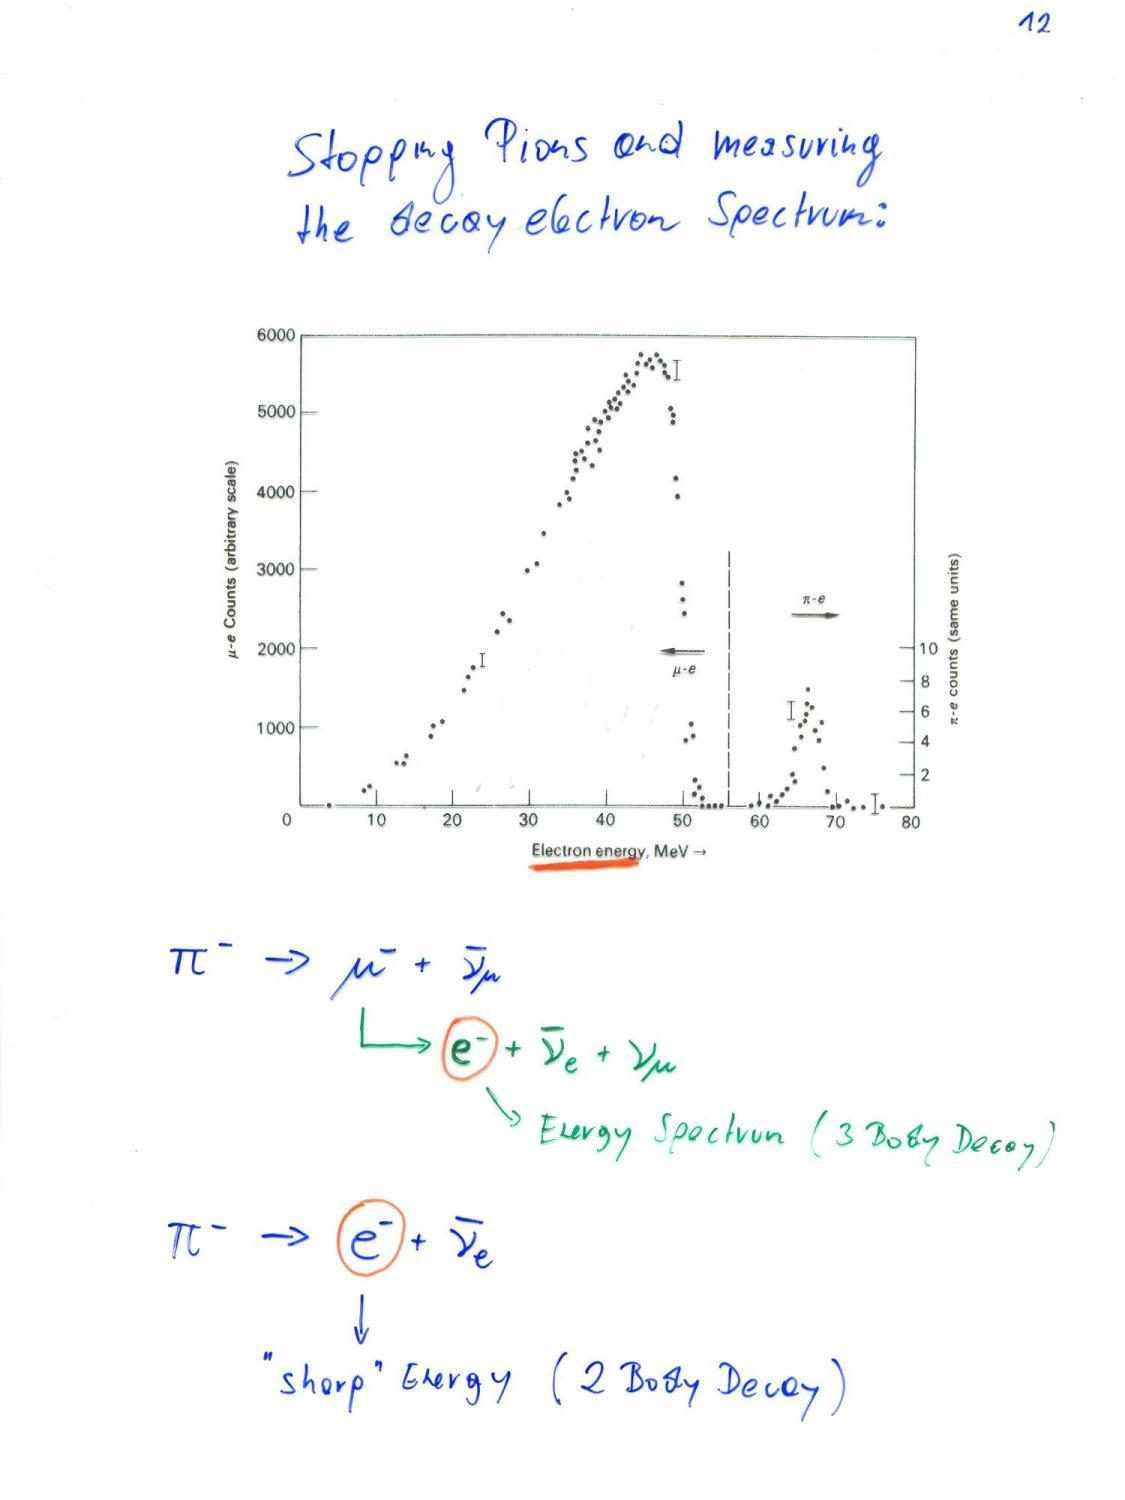 12
Stopping Pions and measuring
the decay electron Spectrum:
6000
5000
4000
3000
2000
1000
μ-e Counts (arbitrary scale)
π-e
μ-e
10
8
6
4
2
π-e counts (same units)
0 10 20 30 40 50 60 70 80
Electron energy, MeV →
π⁻ → μ⁻ + ν̄μ
e⁻ + ν̄e + νμ
Energy Spectrum (3 Body Decay)
π⁻ → e⁻ + ν̄e
"sharp" Energy (2 Body Decay)